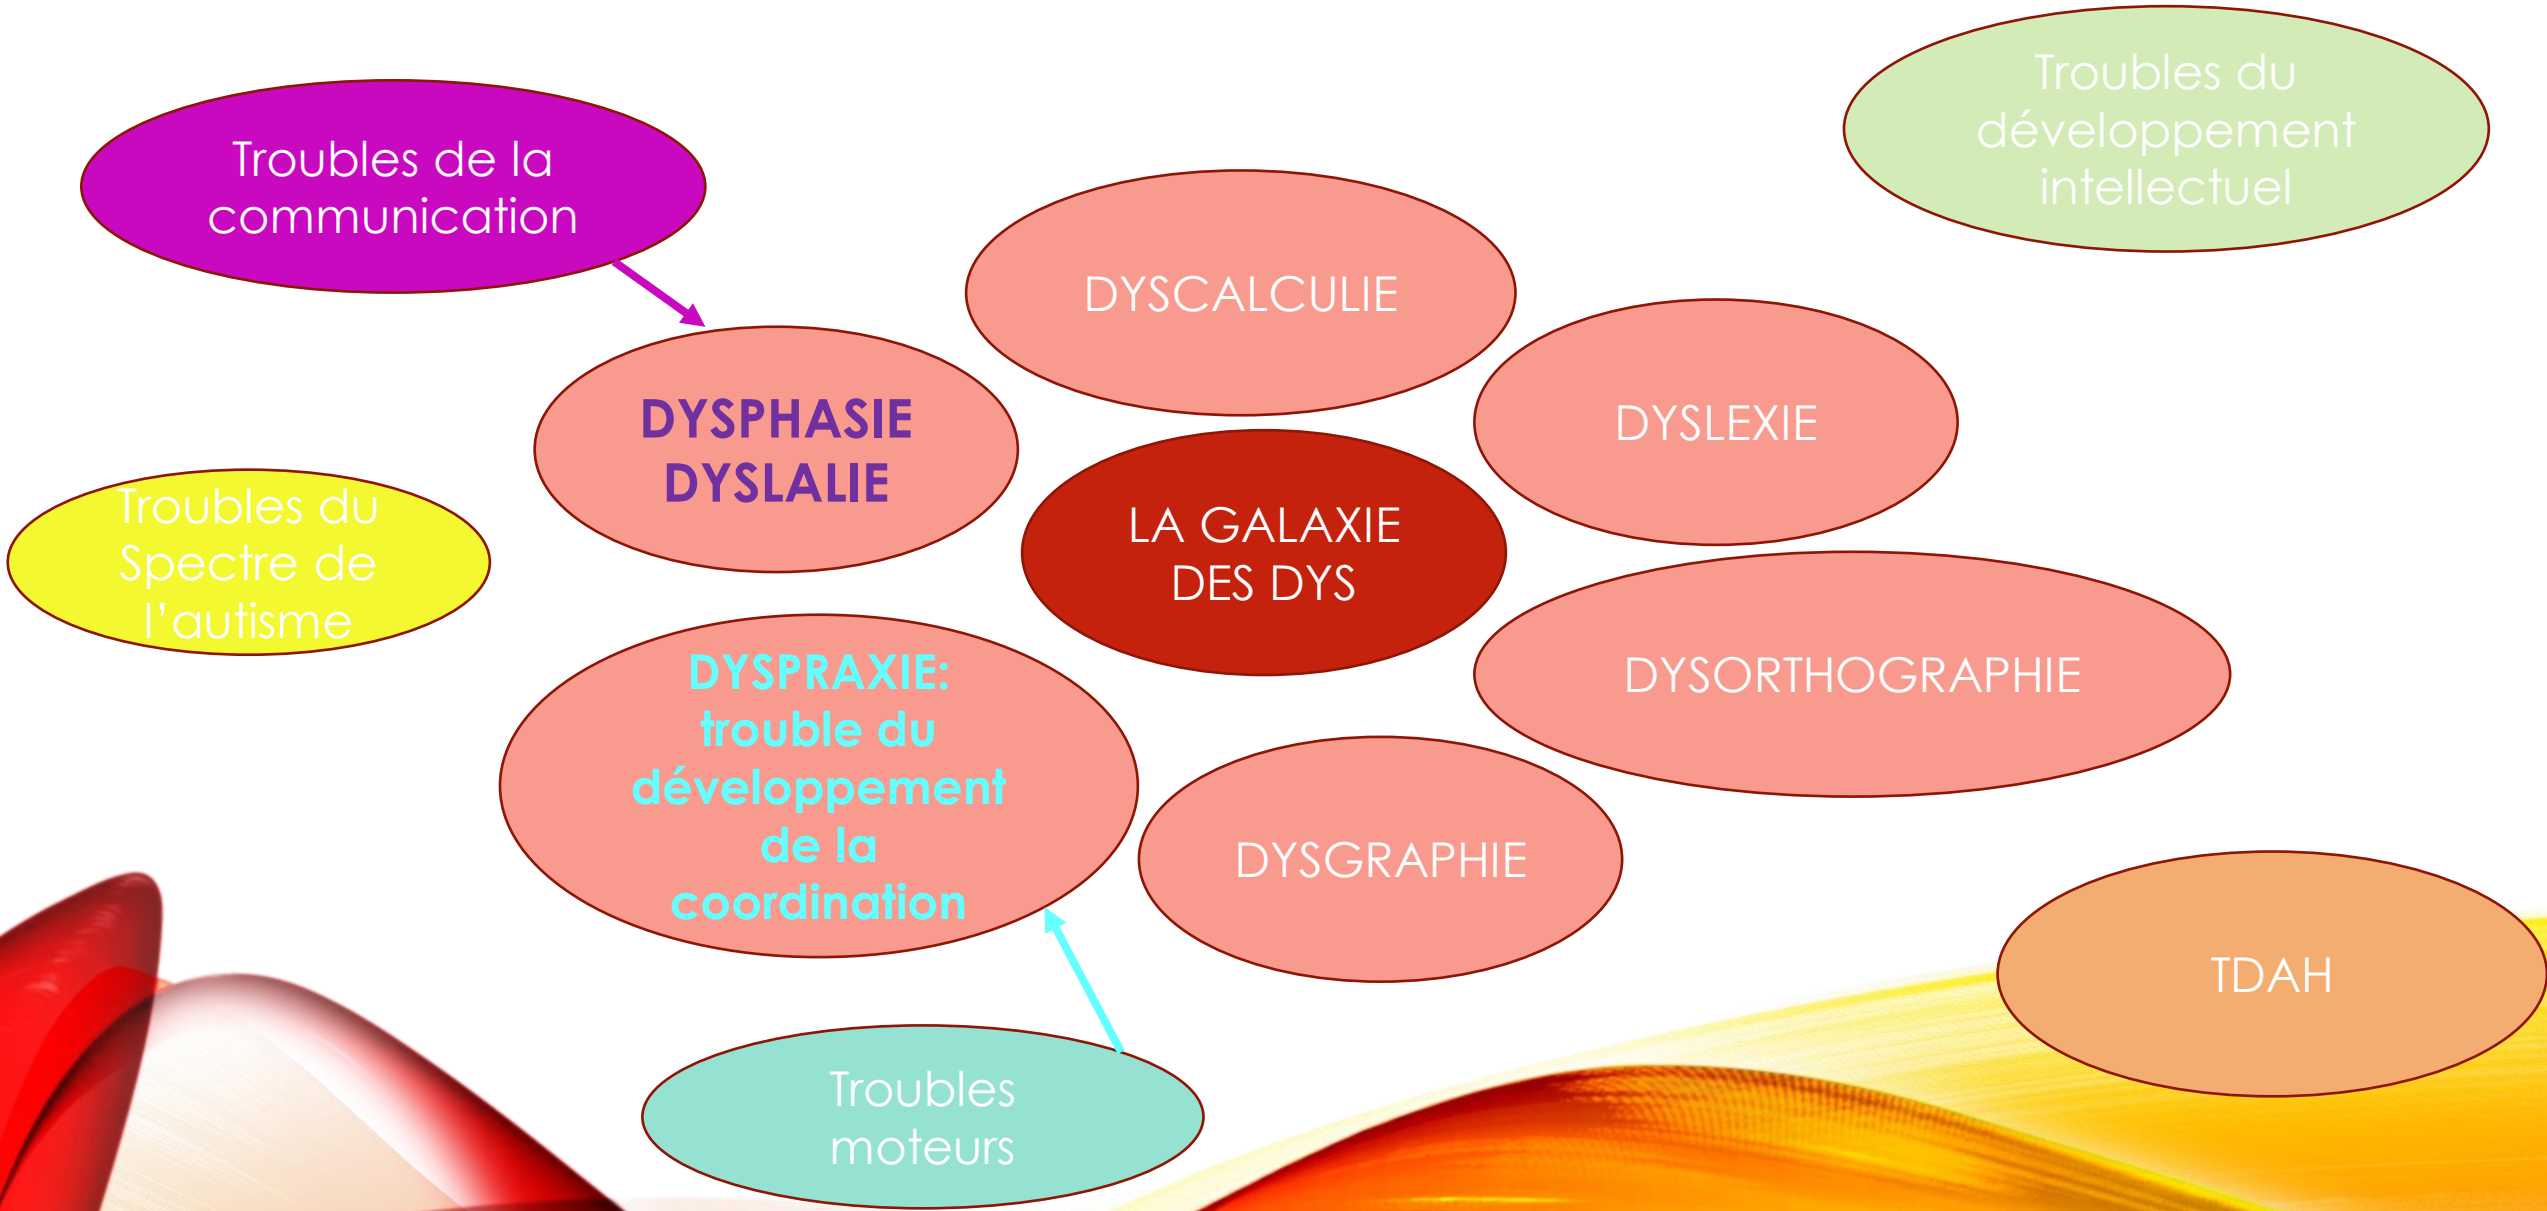 Troubles du
développement
intellectuel
Troubles de la
communication
DYSCALCULIE
DYSPHASIE
DYSLALIE
DYSLEXIE
LA GALAXIE
DES DYS
Troubles du
Spectre de
l’autisme
DYSPRAXIE:
trouble du
développement
de la
coordination
DYSORTHOGRAPHIE
DYSGRAPHIE
TDAH
Troubles
moteurs